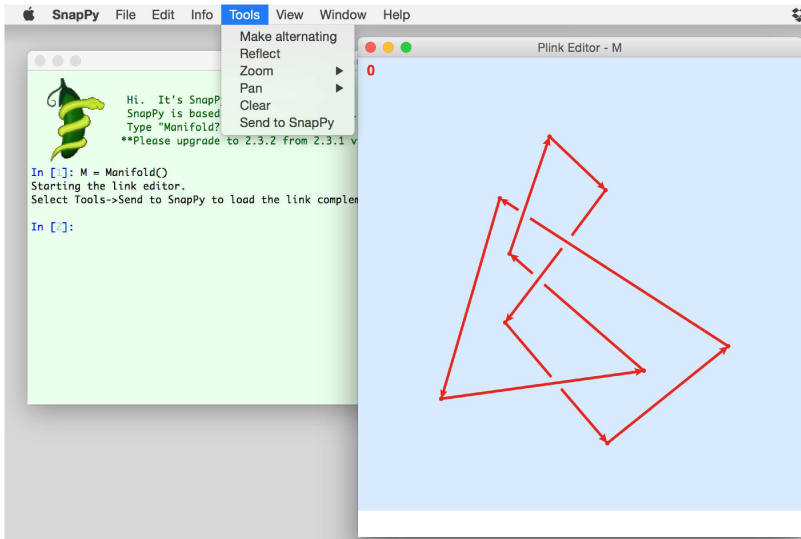 SnapPy File Edit Info Tools View Window Help
Make alternating
Reflect
Zoom
Pan
Clear
Send to SnapPy
Plink Editor - M
0
Hi. It's SnapP
SnapPy is based
Type "Manifold?
**Please upgrade to 2.3.2 from 2.3.1 v
In [1]: M = Manifold()
Starting the link editor.
Select Tools->Send to SnapPy to load the link complem
In [2]: